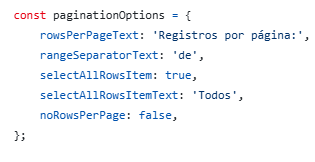 const paginationOptions = {
    rowsPerPageText: 'Registros por página:',
    rangeSeparatorText: 'de',
    selectAllRowsItem: true,
    selectAllRowsItemText: 'Todos',
    noRowsPerPage: false,
};